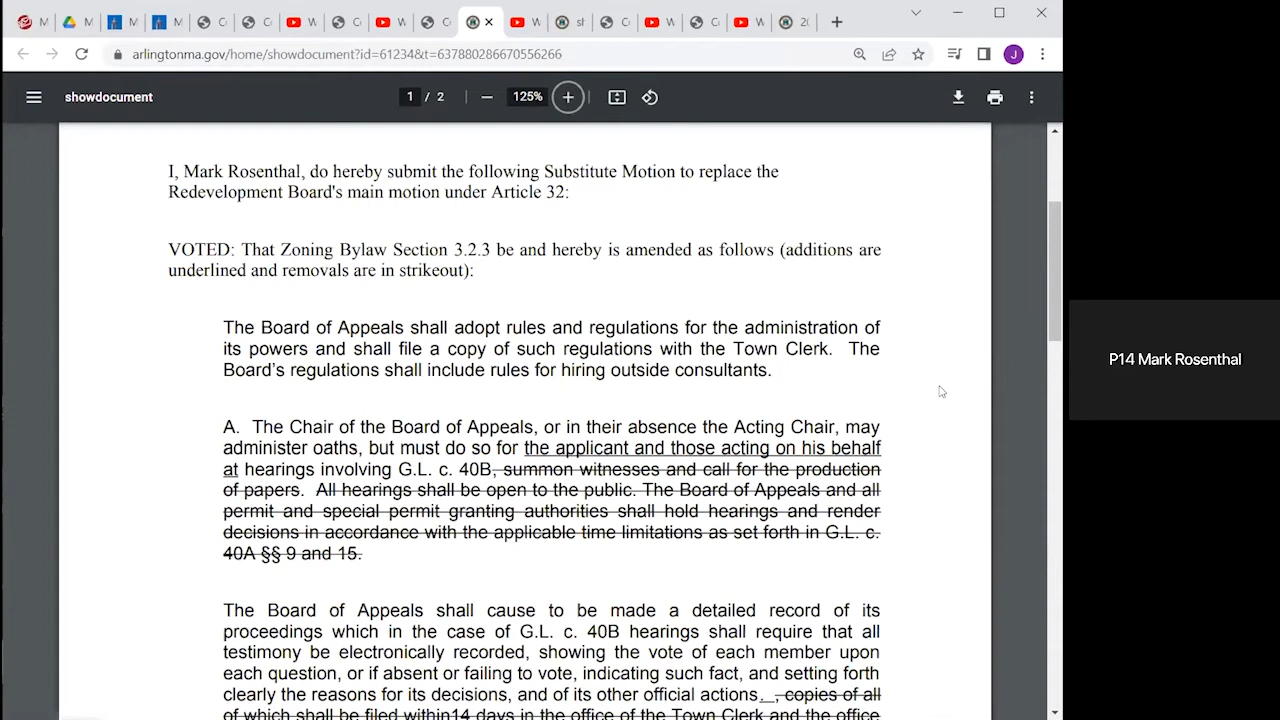 M
M
M
M
C
C
W
C
W
C
W
st
C
W
C
W
20
arlingtonma.gov/home/showdocument?id=61234&t=637880286670556266
J
showdocument
1 / 2
125%
I, Mark Rosenthal, do hereby submit the following Substitute Motion to replace the
Redevelopment Board's main motion under Article 32:
VOTED: That Zoning Bylaw Section 3.2.3 be and hereby is amended as follows (additions are
underlined and removals are in strikeout):
The Board of Appeals shall adopt rules and regulations for the administration of
its powers and shall file a copy of such regulations with the Town Clerk. The
Board's regulations shall include rules for hiring outside consultants.
A. The Chair of the Board of Appeals, or in their absence the Acting Chair, may
administer oaths, but must do so for the applicant and those acting on his behalf
at hearings involving G.L. c. 40B, summon witnesses and call for the production
of papers. All hearings shall be open to the public. The Board of Appeals and all
permit and special permit granting authorities shall hold hearings and render
decisions in accordance with the applicable time limitations as set forth in G.L. c.
40A §§ 9 and 15.
The Board of Appeals shall cause to be made a detailed record of its
proceedings which in the case of G.L. c. 40B hearings shall require that all
testimony be electronically recorded, showing the vote of each member upon
each question, or if absent or failing to vote, indicating such fact, and setting forth
clearly the reasons for its decisions, and of its other official actions. , copies of all
of which shall be filed within14 days in the office of the Town Clerk and the office
P14 Mark Rosenthal